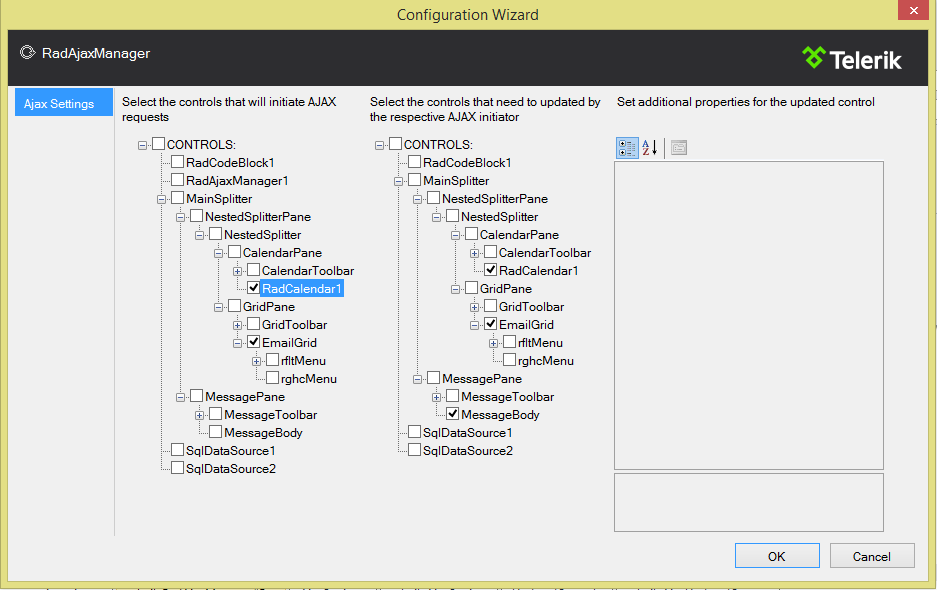 Configuration Wizard
RadAjaxManager
Telerik
Ajax Settings
Select the controls that will initiate AJAX
requests
CONTROLS:
RadCodeBlock1
RadAjaxManager1
MainSplitter
NestedSplitterPane
NestedSplitter
CalendarPane
CalendarToolbar
RadCalendar1
GridPane
GridToolbar
EmailGrid
rfltMenu
rghcMenu
MessagePane
MessageToolbar
MessageBody
SqlDataSource1
SqlDataSource2
Select the controls that need to updated by
the respective AJAX initiator
CONTROLS:
RadCodeBlock1
MainSplitter
NestedSplitterPane
NestedSplitter
CalendarPane
CalendarToolbar
RadCalendar1
GridPane
GridToolbar
EmailGrid
rfltMenu
rghcMenu
MessagePane
MessageToolbar
MessageBody
SqlDataSource1
SqlDataSource2
Set additional properties for the updated control
OK
Cancel